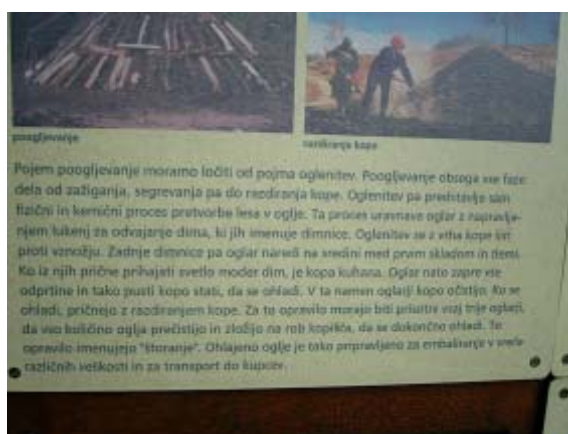 pooglevanje
razdiranje kope
Pojem pooglevanje moramo ločiti od pojma oglenitev. Pooglevanje obsega vse faze
dela od zažiganja, segrevanja pa do razdiranja kope. Oglenitev pa predstavlja sam
fizični in kemični proces pretvorbe lesa v oglje. Ta proces uravnava oglar z napravlje-
njem lukenj za odvajanje dima, ki jih imenuje dimnice. Oglenitev se z vrha kope širi
proti vznožju. Zadnje dimnice pa oglar naredi na sredini med prvim skladom in tlemi.
Ko iz njih prične prihajati svetlo moder dim, je kopa kuhana. Oglar nato zapre vse
odprtine in tako pusti kopo stati, da se ohladi. V ta namen oglarji kopo očistijo. Ko se
ohladi, pričnejo z razdiranjem kope. Za to opravilo morajo biti prisotni vsaj trije oglarji,
da vso količino oglja prečistijo in zložijo na rob kopišča, da se dokončno ohladi. To
opravilo imenujejo "štoranje". Ohlajeno oglje je tako pripravljeno za embaliranje v vreče
različnih velikosti in za transport do kupcev.